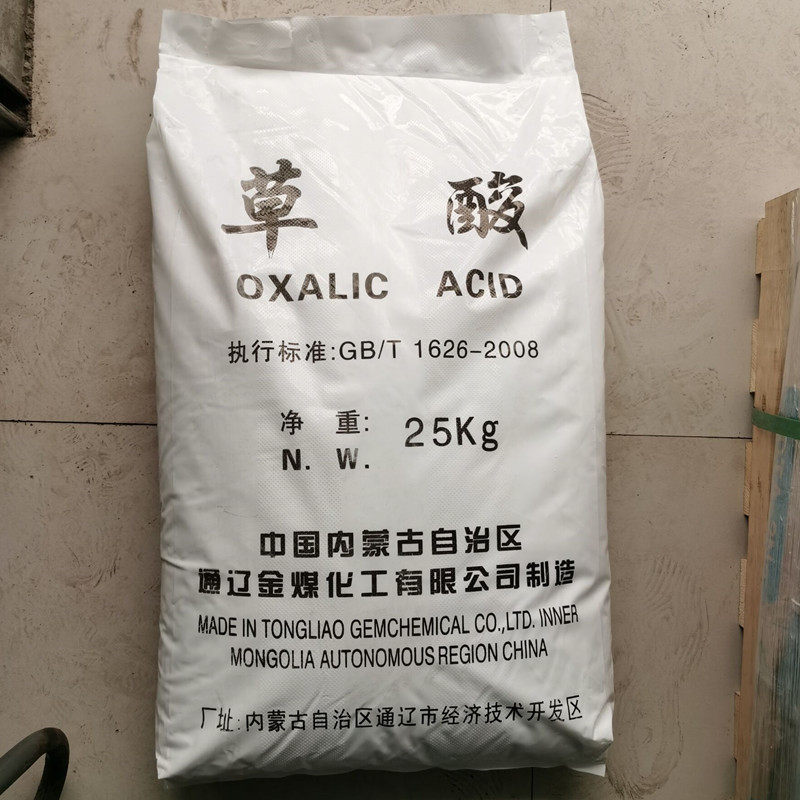 草 酸
OXALIC ACID
执行标准:GB/T 1626-2008
净 重: 25Kg
N. W.
中国内蒙古自治区
通辽金煤化工有限公司制造
MADE IN TONGLIAO GEMCHEMICAL CO.,LTD. INNER
MONGOLIA AUTONOMOUS REGION CHINA
厂址:内蒙古自治区通辽市经济技术开发区